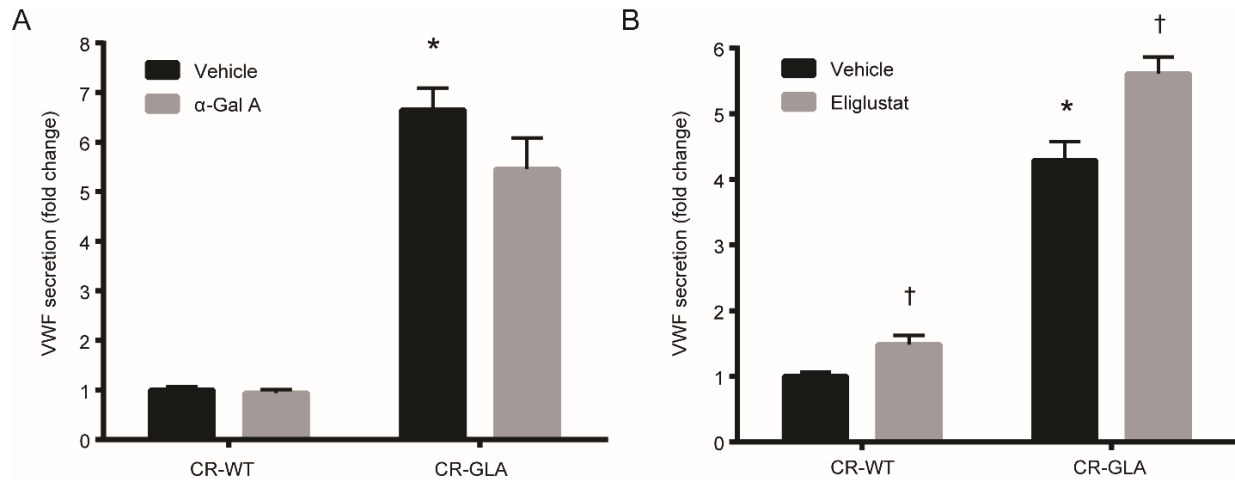 A
VWF secretion (fold change)
8
7
6
5
4
3
2
1
0
Vehicle
α-Gal A
*
CR-WT
CR-GLA
B
VWF secretion (fold change)
6
5
4
3
2
1
0
Vehicle
Eliglustat
†
*
†
CR-WT
CR-GLA